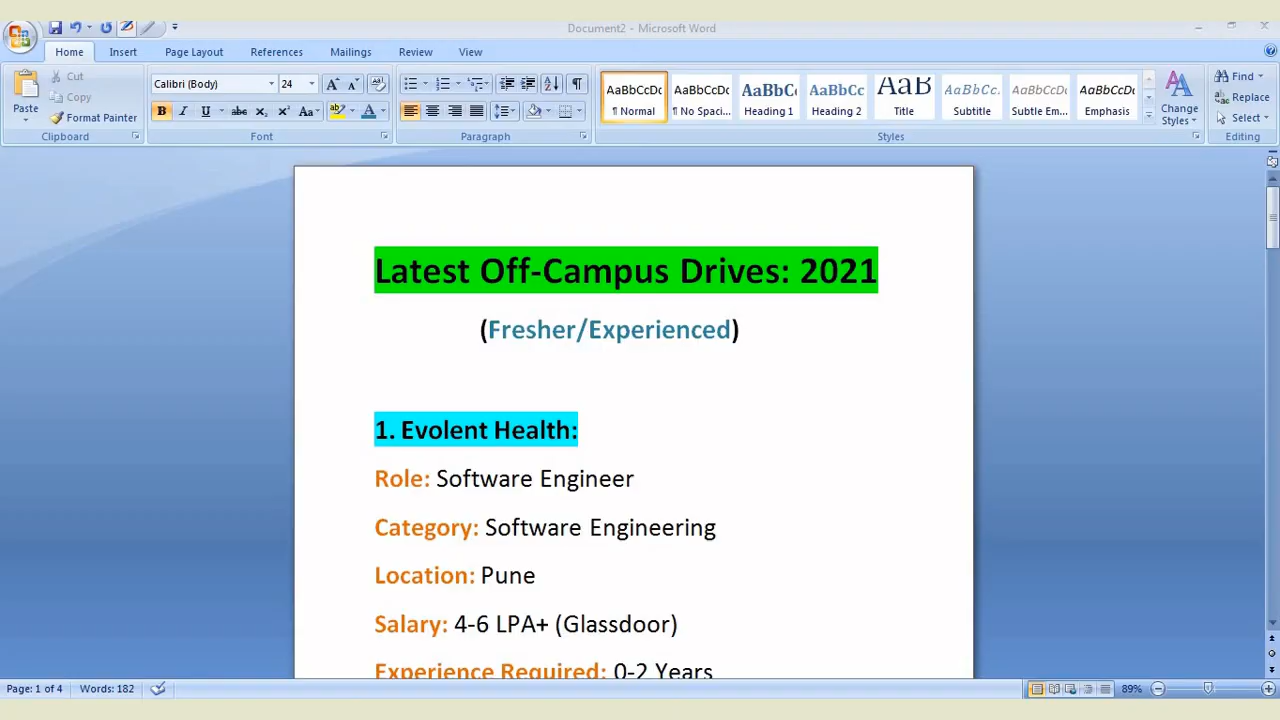 Document2 - Microsoft Word
Home Insert Page Layout References Mailings Review View
Paste
Cut
Copy
Format Painter
Clipboard
Calibri (Body) 24
B I U abc X₂ X² Aa
Font
Paragraph
AaBbCcDc AaBbCcDc AaBbC AaBbCc AaB AaBbCc. AaBbCcDc AaBbCcDc
¶ Normal ¶ No Spaci... Heading 1 Heading 2 Title Subtitle Subtle Em... Emphasis
Change
Styles
Styles
Find
Replace
Select
Editing
Latest Off-Campus Drives: 2021
(Fresher/Experienced)
1. Evolent Health:
Role: Software Engineer
Category: Software Engineering
Location: Pune
Salary: 4-6 LPA+ (Glassdoor)
Experience Required: 0-2 Years
Page: 1 of 4 Words: 182 89%